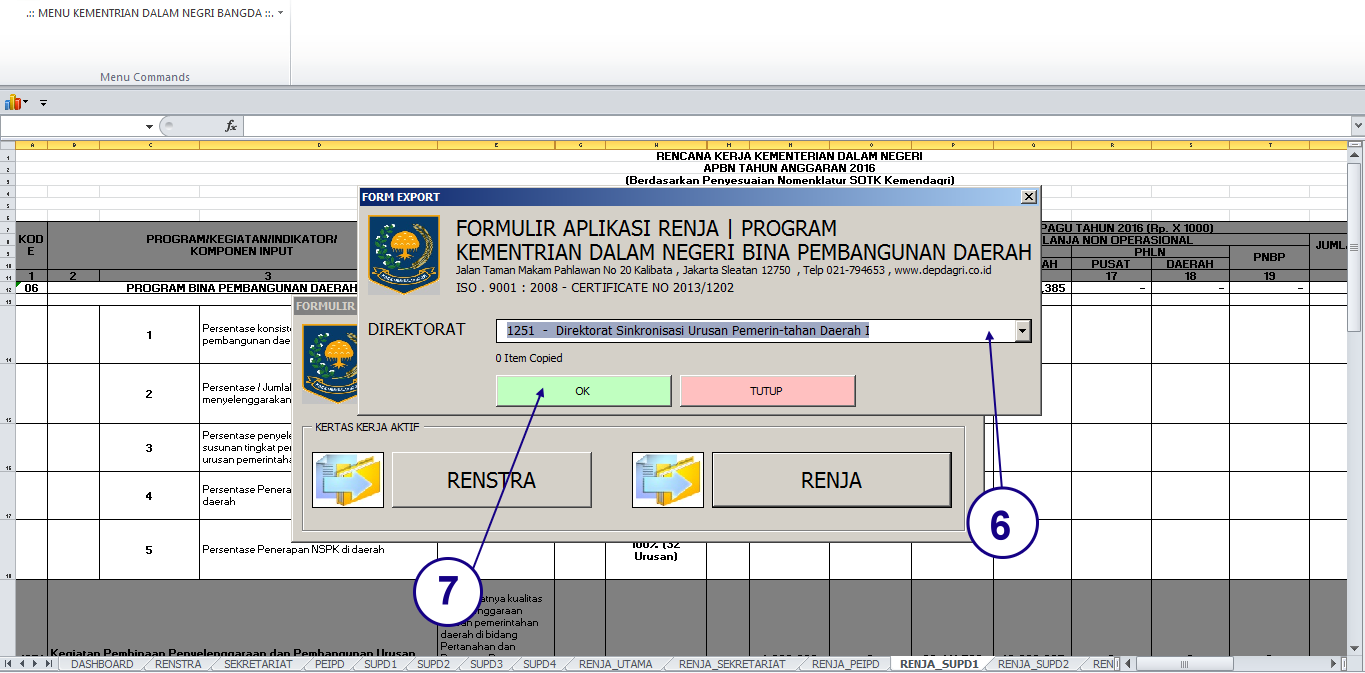 .:: MENU KEMENTRIAN DALAM NEGRI BANGDA ::.
Menu Commands
fx
RENCANA KERJA KEMENTERIAN DALAM NEGERI
APBN TAHUN ANGGARAN 2016
(Berdasarkan Penyesuaian Nomenklatur SOTK Kemendagri)
FORM EXPORT
FORMULIR APLIKASI RENJA | PROGRAM
KEMENTRIAN DALAM NEGERI BINA PEMBANGUNAN DAERAH
Jalan Taman Makam Pahlawan No 20 Kalibata , Jakarta Sleatan 12750 , Telp 021-794653 , www.depdagri.co.id
ISO . 9001 : 2008 - CERTIFICATE NO 2013/1202
DIREKTORAT
1251 - Direktorat Sinkronisasi Urusan Pemerin-tahan Daerah I
0 Item Copied
OK
TUTUP
KOD
E
PROGRAM/KEGIATAN/INDIKATOR/
KOMPONEN INPUT
PAGU TAHUN 2016 (Rp. X 1000)
LANJA NON OPERASIONAL
PHLN
AH
PUSAT
DAERAH
PNBP
JUML
1 2 3 17 18 19
06 PROGRAM BINA PEMBANGUNAN DAERAH ,385 - - -
FORMULIR
1
Persentase konsist
pembangunan dae
2
Persentase / Jumlal
menyelenggarakan
3
Persentase penyele
susunan tingkat pe
urusan pemerintaha
4
Persentase Penera
daerah
5
Persentase Penerapan NSPK di daerah
100% (32
Urusan)
KERTAS KERJA AKTIF
RENSTRA
RENJA
6
7
atnya kualitas
nggaraan
pemerintahan
daerah di bidang
Pertanahan dan
Kegiatan Pembinaan Penyelenggaraan dan Pembangunan Urusan
DASHBOARD RENSTRA SEKRETARIAT PEIPD SUPD1 SUPD2 SUPD3 SUPD4 RENJA_UTAMA RENJA_SEKRETARIAT RENJA_PEIPD RENJA_SUPD1 RENJA_SUPD2 REN